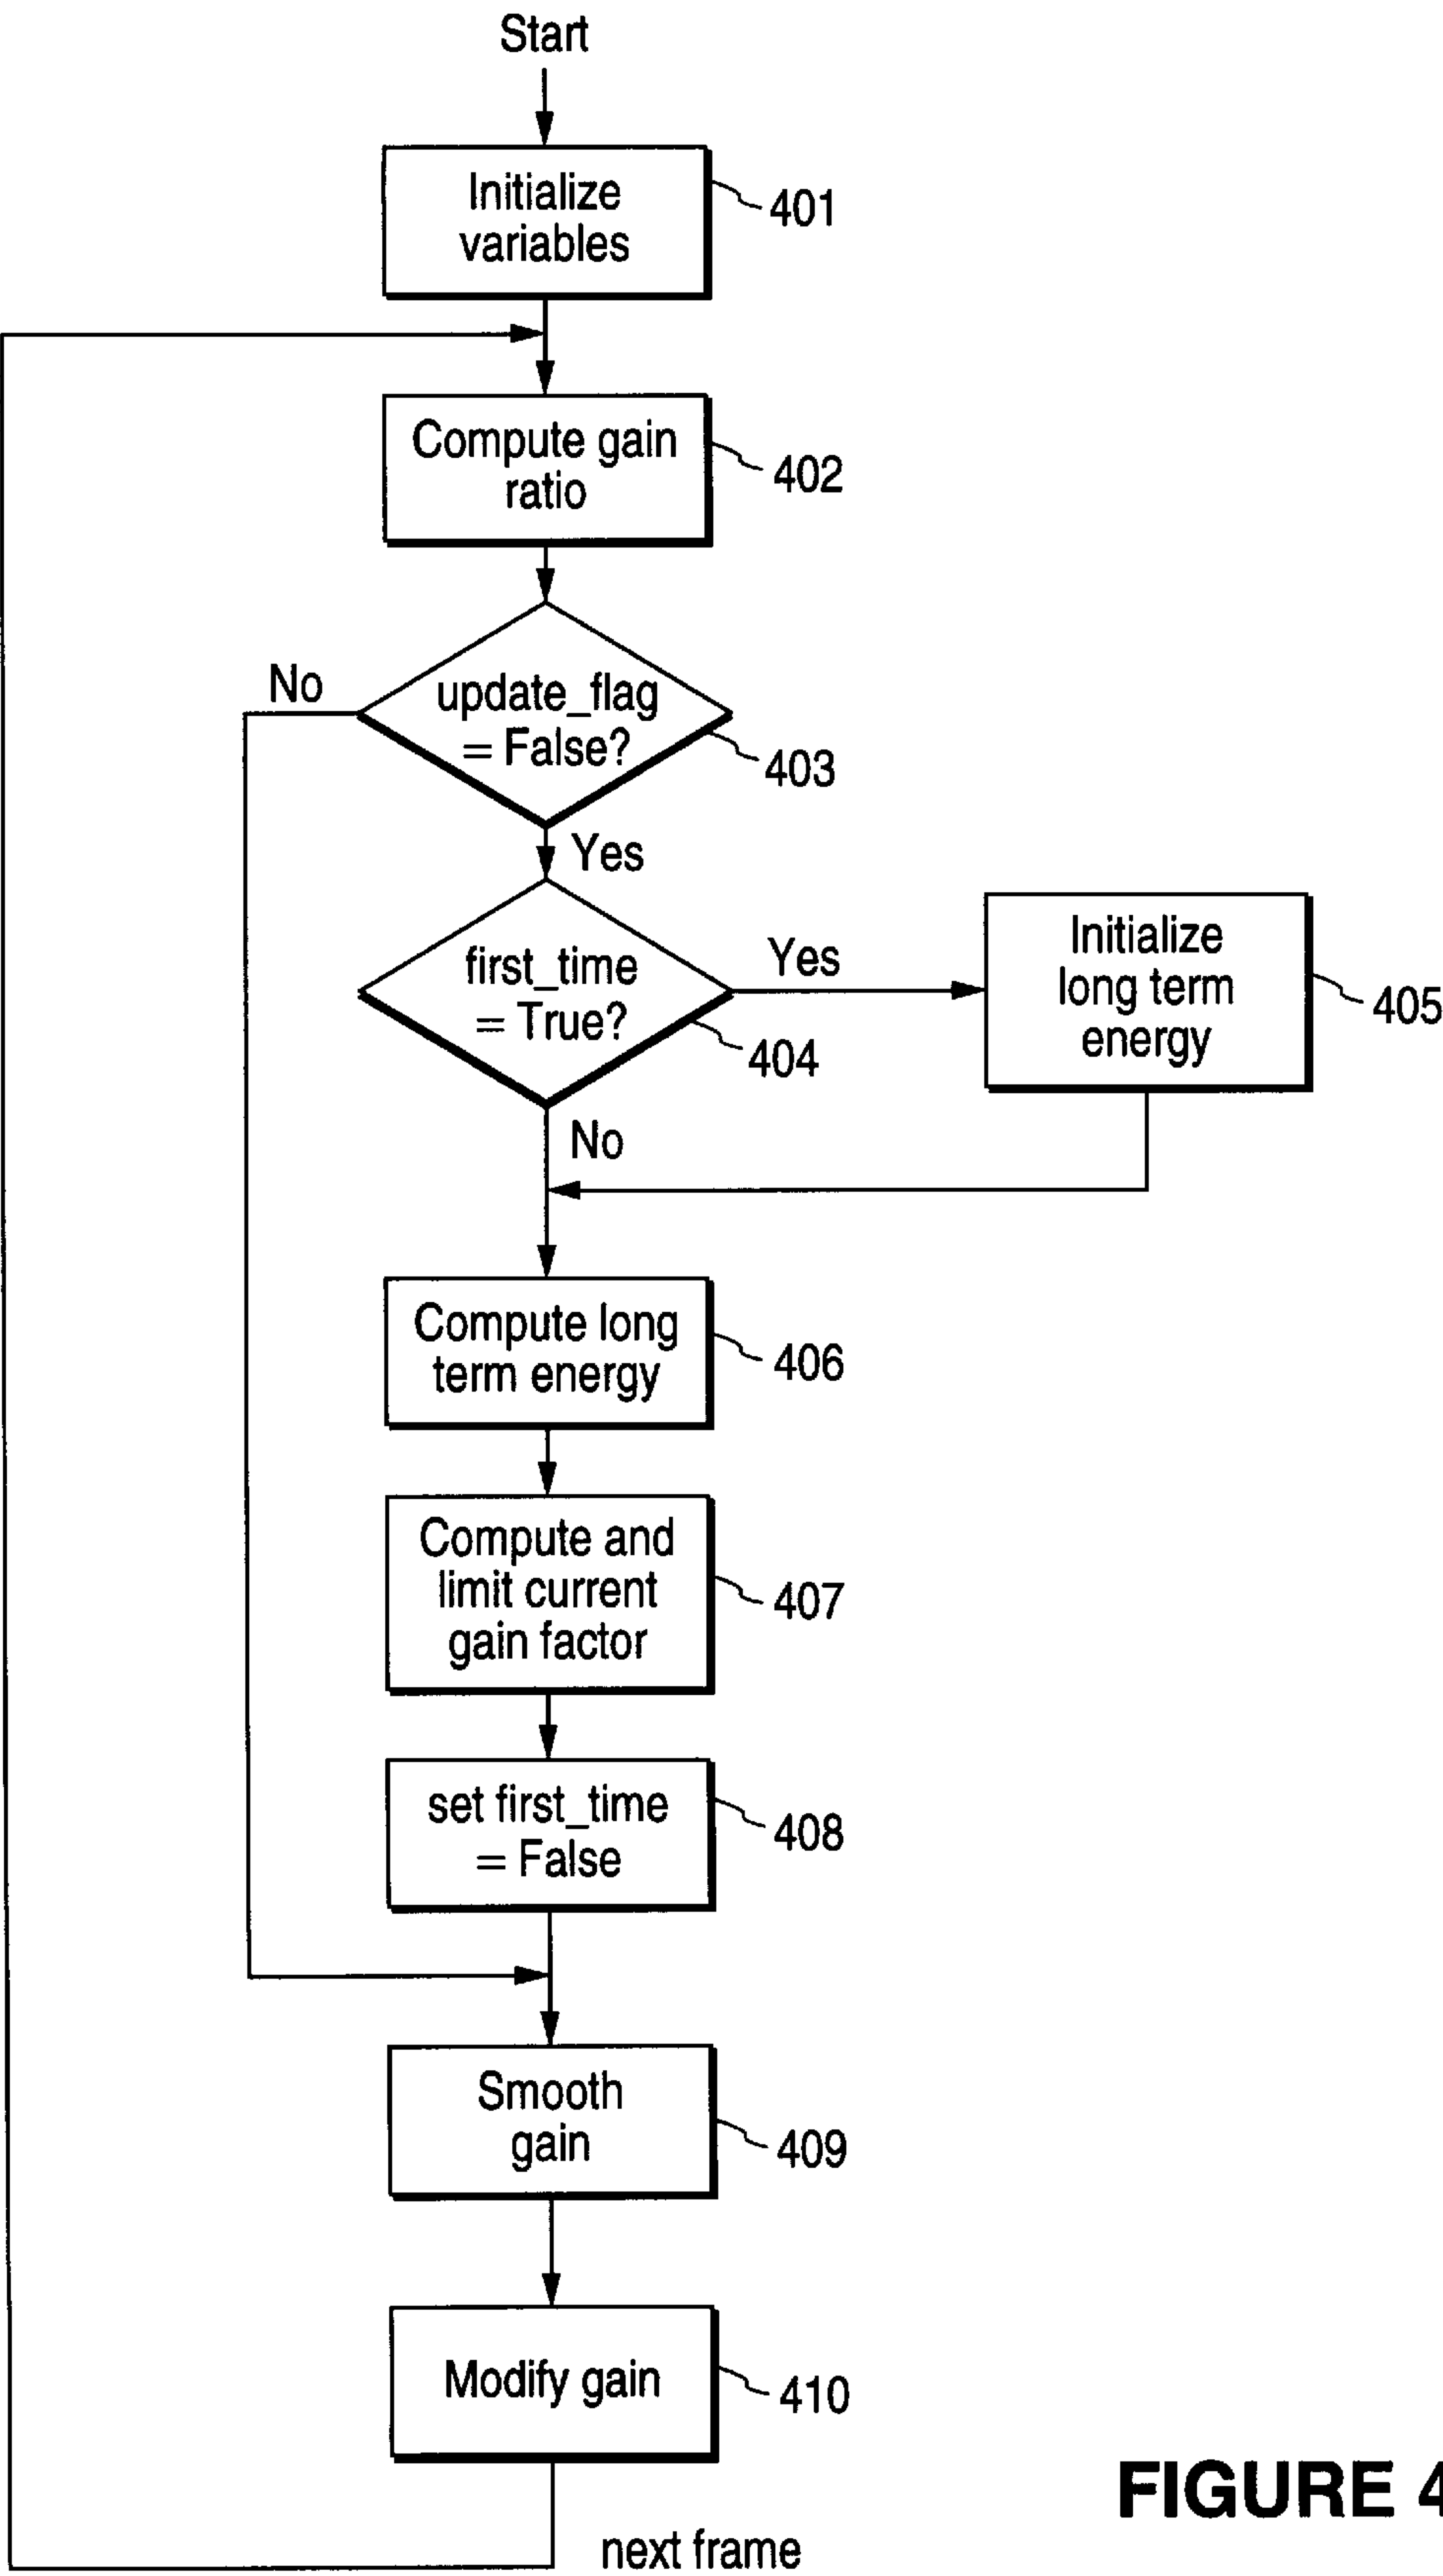 Start
Initialize
variables
401
Compute gain
ratio
402
No
update_flag
= False?
403
Yes
first_time
= True?
404
Yes
Initialize
long term
energy
405
No
Compute long
term energy
406
Compute and
limit current
gain factor
407
set first_time
= False
408
Smooth
gain
409
Modify gain
410
next frame
FIGURE 4